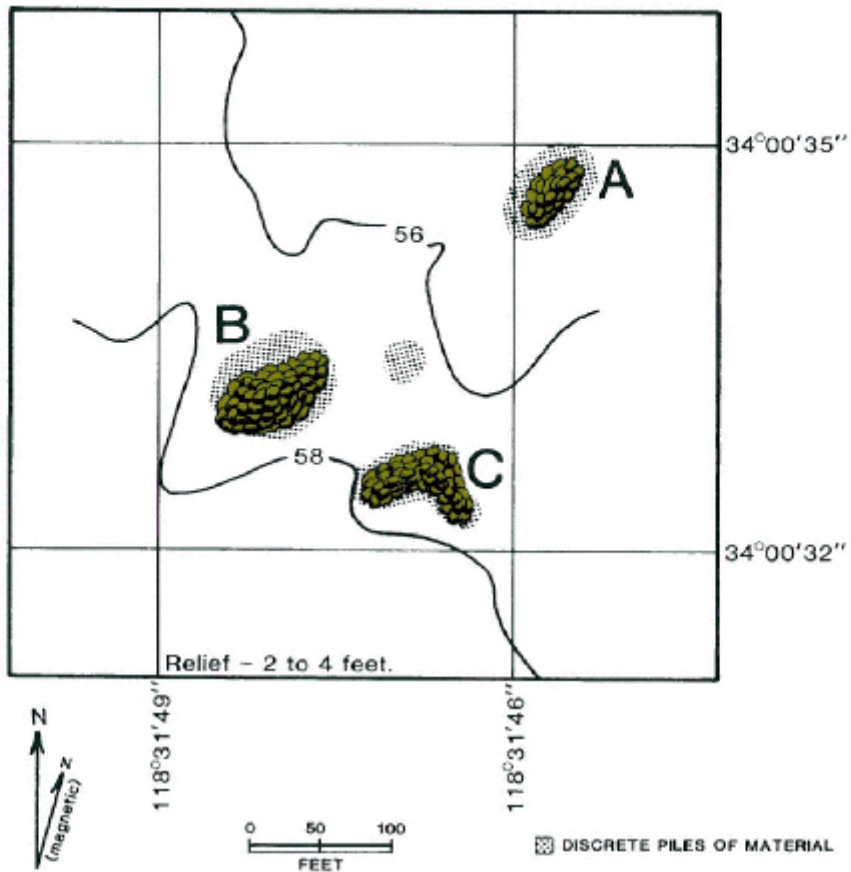 34°00'35"
A
56
B
58
C
34°00'32"
Relief - 2 to 4 feet.
118°31'49"
118°31'46"
N
N
(magnetic)
0 50 100
FEET
DISCRETE PILES OF MATERIAL